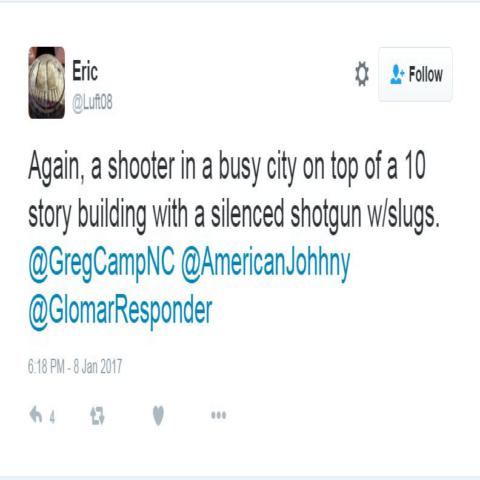 Eric
@Luft08
Follow
Again, a shooter in a busy city on top of a 10
story building with a silenced shotgun w/slugs.
@GregCampNC @AmericanJohhny
@GlomarResponder
6:18 PM - 8 Jan 2017
4